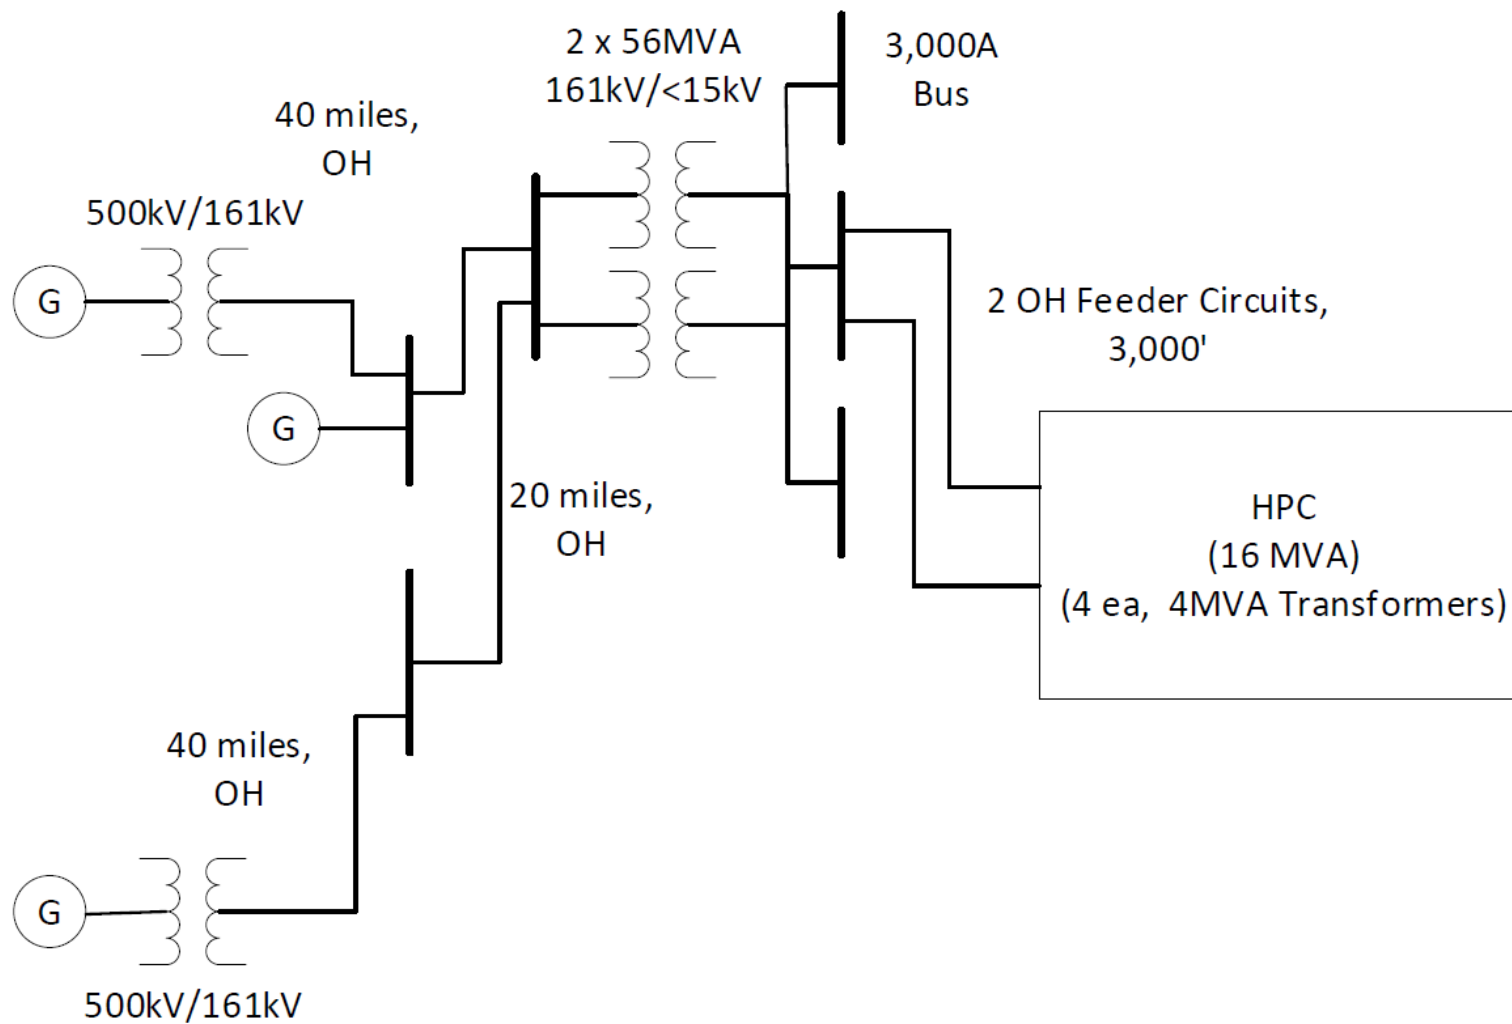 2 x 56MVA
161kV/<15kV
3,000A
Bus
40 miles,
OH
500kV/161kV
G
G
2 OH Feeder Circuits,
3,000'
20 miles,
OH
HPC
(16 MVA)
(4 ea,  4MVA Transformers)
40 miles,
OH
G
500kV/161kV